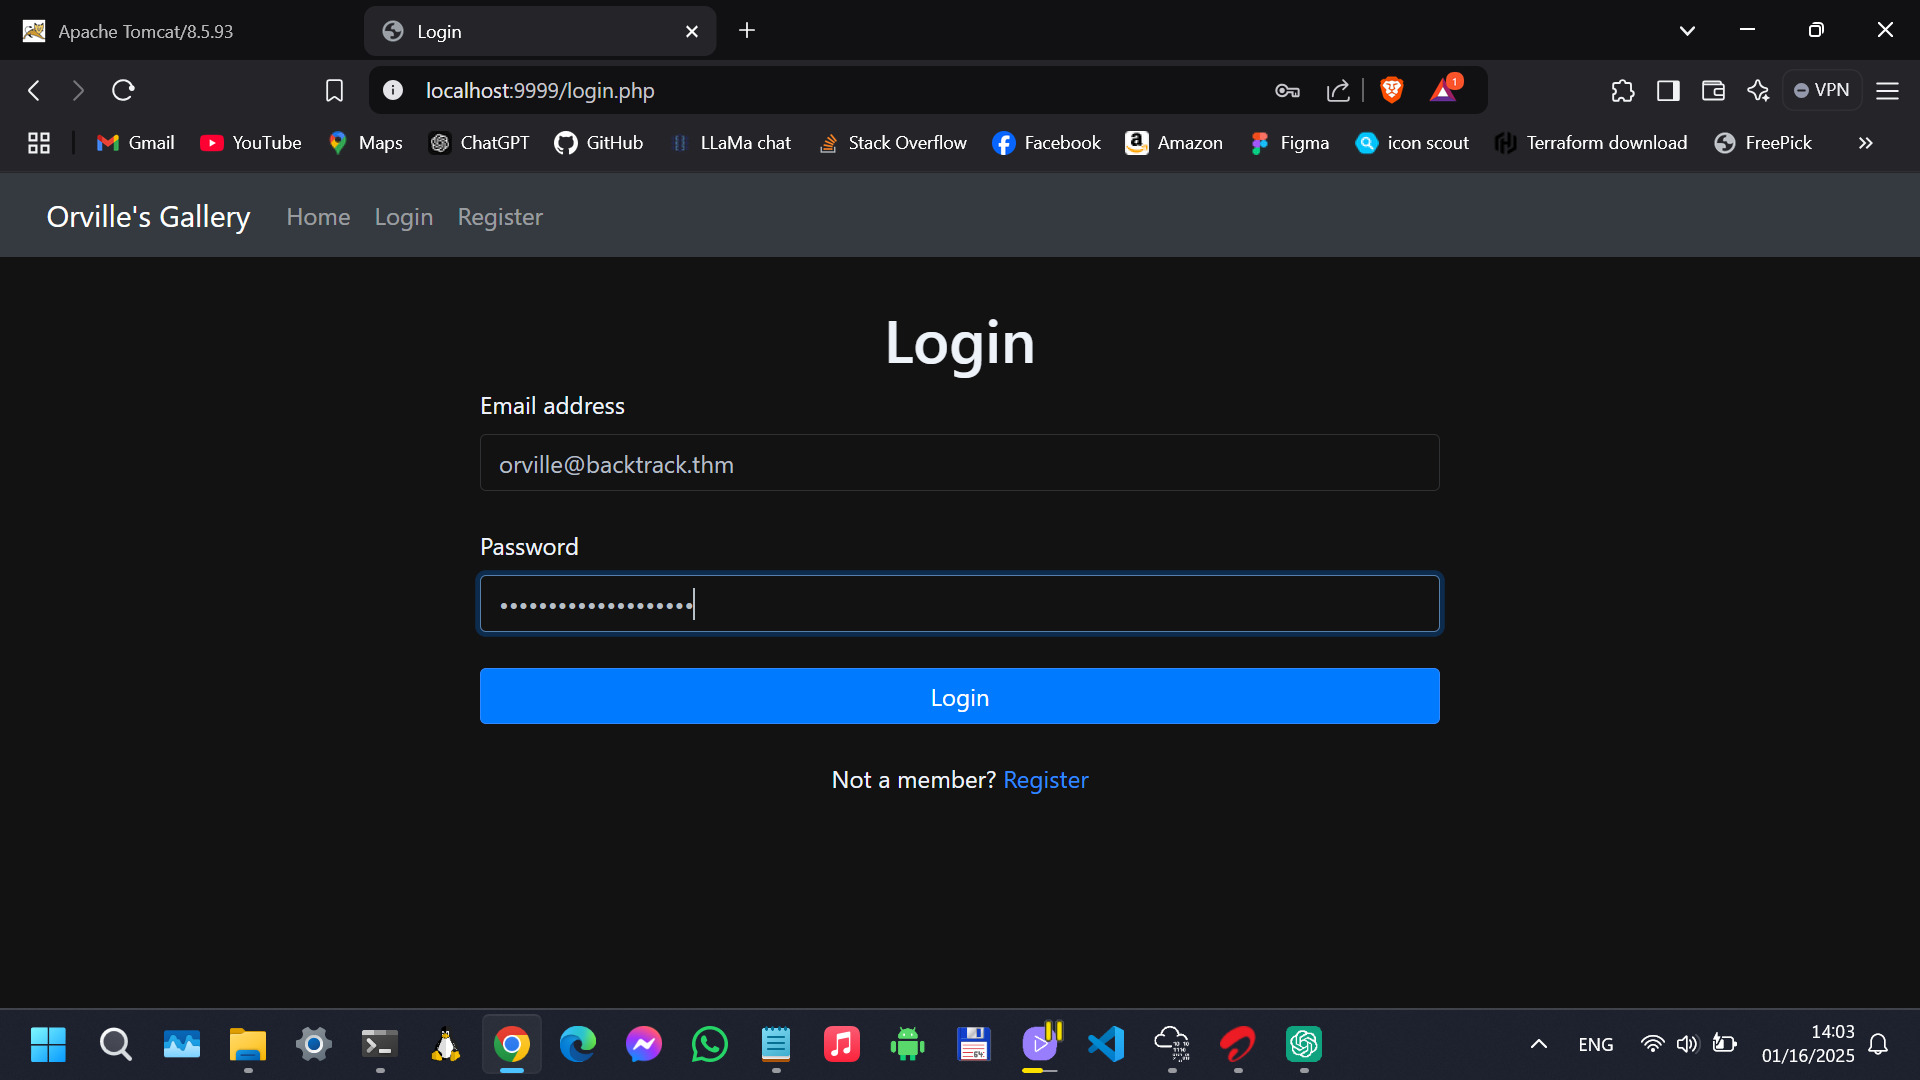 Apache Tomcat/8.5.93
Login
localhost:9999/login.php
1
VPN
Gmail
YouTube
Maps
ChatGPT
GitHub
LLaMa chat
Stack Overflow
Facebook
Amazon
Figma
icon scout
Terraform download
FreePick
Orville's Gallery
Home
Login
Register
Login
Email address
orville@backtrack.thm
Password
••••••••••••••••••••
Login
Not a member? Register
ENG
14:03
01/16/2025